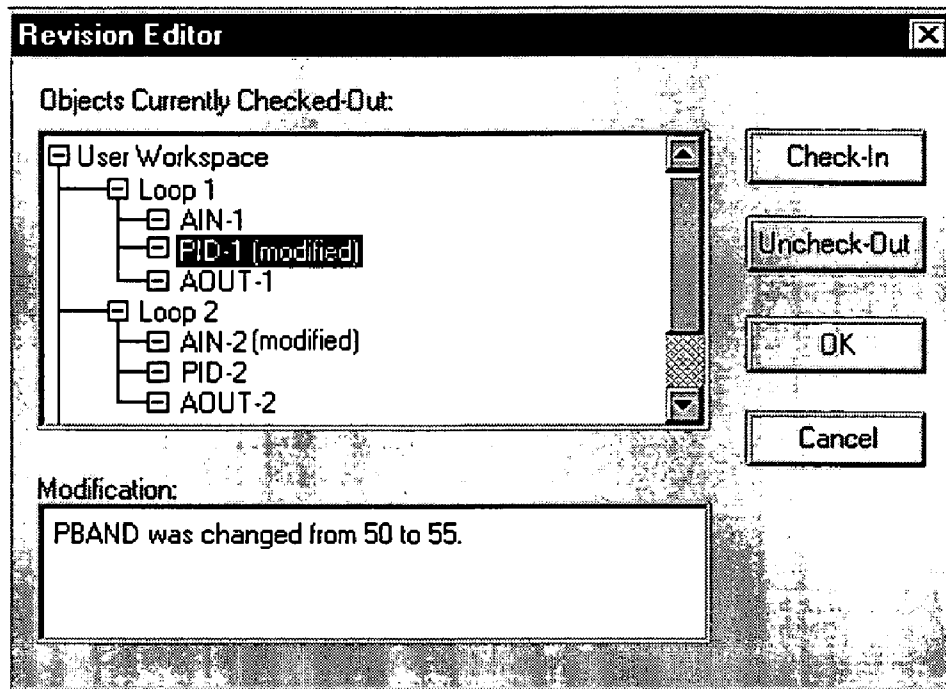 Revision Editor
Objects Currently Checked-Out:
User Workspace
Loop 1
AIN-1
PID-1 (modified)
AOUT-1
Loop 2
AIN-2 (modified)
PID-2
AOUT-2
Check-In
Uncheck-Out
OK
Cancel
Modification:
PBAND was changed from 50 to 55.